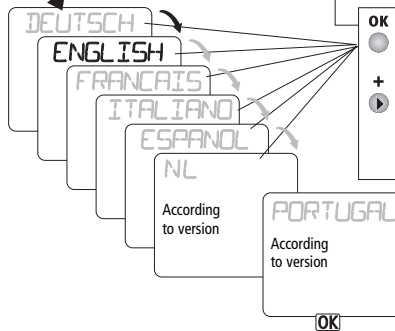 DEUTSCH
ENGLISH
FRANCAIS
ITALIANO
ESPANOL
NL
According
to version
PORTUGAL
According
to version
OK
OK
+